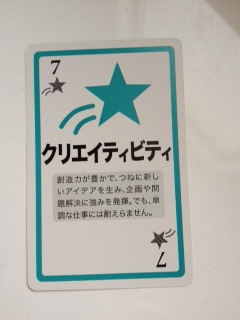 7
クリエイティビティ
創造力が豊かで、つねに新し
いアイデアを生み、企画や問
題解決に強みを発揮。でも、単
調な仕事には耐えらません。
7